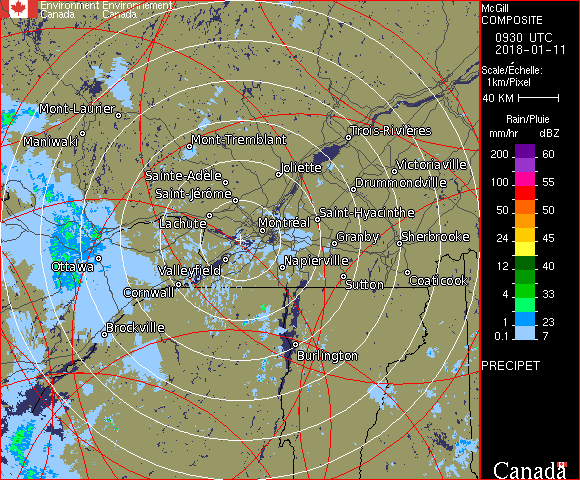 Environment Environnement
Canada Canada
McGill
COMPOSITE
0930 UTC
2018-01-11
Scale/Échelle:
1km/Pixel
40 KM
Rain/Pluie
mm/hr dBZ
200 60
100 55
50 50
24 45
12 40
4 33
1 23
0.1 7
PRECIPET
Canada
Mont-Laurier
Maniwaki
Mont-Tremblant
Trois-Rivières
Victoriaville
Sainte-Adèle
Joliette
Drummondville
Saint-Jérôme
Lachute
Saint-Hyacinthe
Montréal
Granby
Sherbrooke
Ottawa
Valleyfield
Napierville
Cornwall
Sutton
Coaticook
Brockville
Burlington